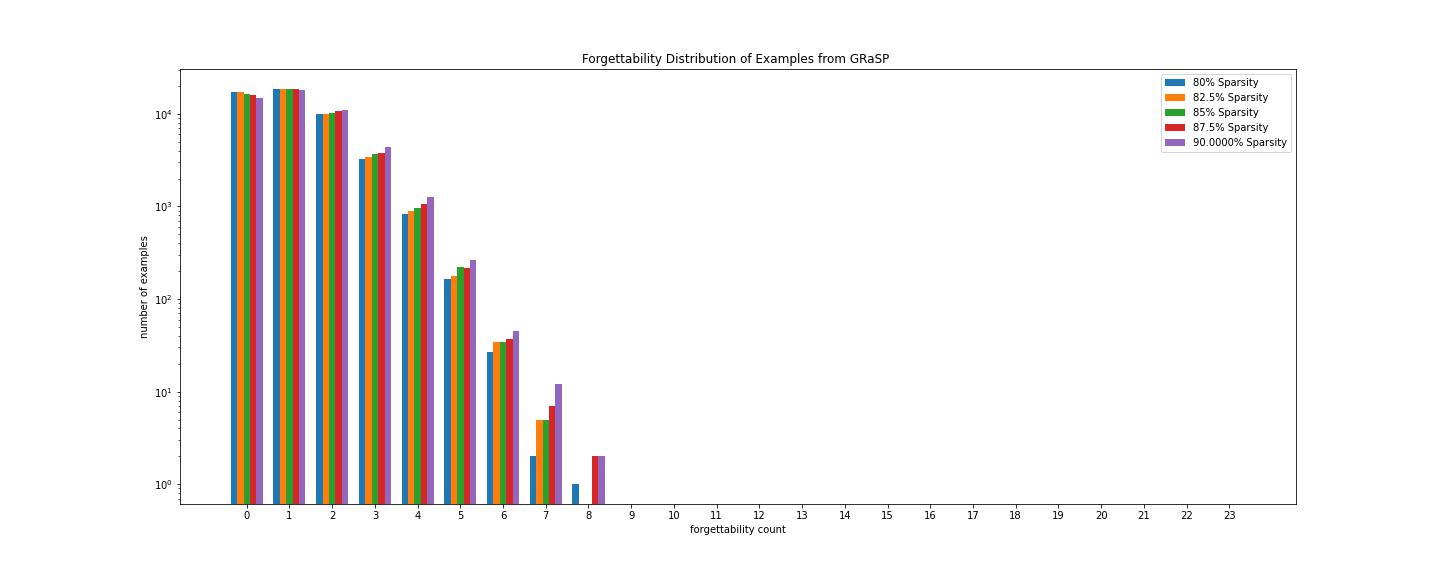 Forgettability Distribution of Examples from GRaSP
80% Sparsity
82.5% Sparsity
85% Sparsity
87.5% Sparsity
90.0000% Sparsity
number of examples
10⁴
10³
10²
10¹
10⁰
0 1 2 3 4 5 6 7 8 9 10 11 12 13 14 15 16 17 18 19 20 21 22 23
forgettability count